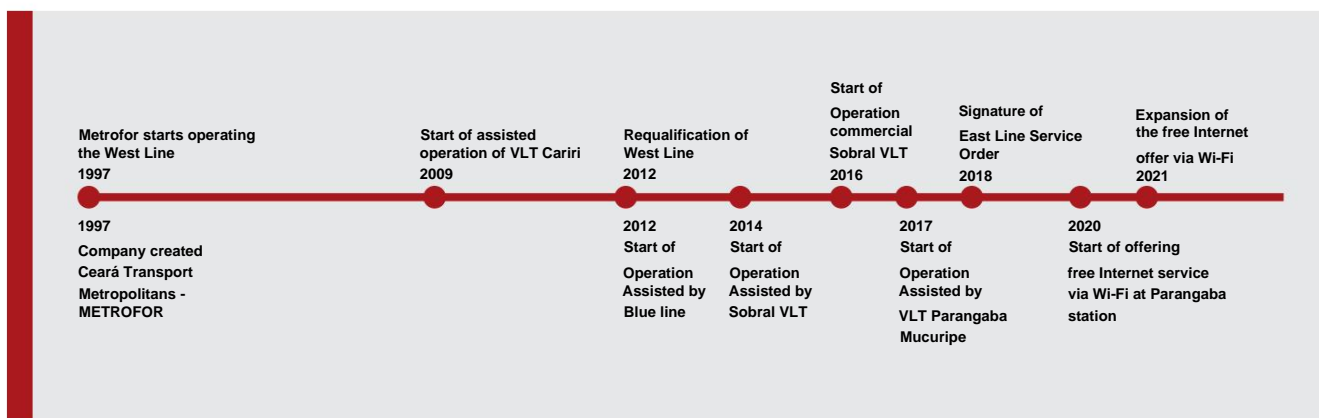 Metrofor starts operating
the West Line
1997
Start of assisted
operation of VLT Cariri
2009
Requalification of
West Line
2012
Start of
Operation
commercial
Sobral VLT
2016
Signature of
East Line Service
Order
2018
Expansion of
the free Internet
offer via Wi-Fi
2021
1997
Company created
Ceará Transport
Metropolitans -
METROFOR
2012
Start of
Operation
Assisted by
Blue line
2014
Start of
Operation
Assisted by
Sobral VLT
2017
Start of
Operation
Assisted by
VLT Parangaba
Mucuripe
2020
Start of offering
free Internet service
via Wi-Fi at Parangaba
station